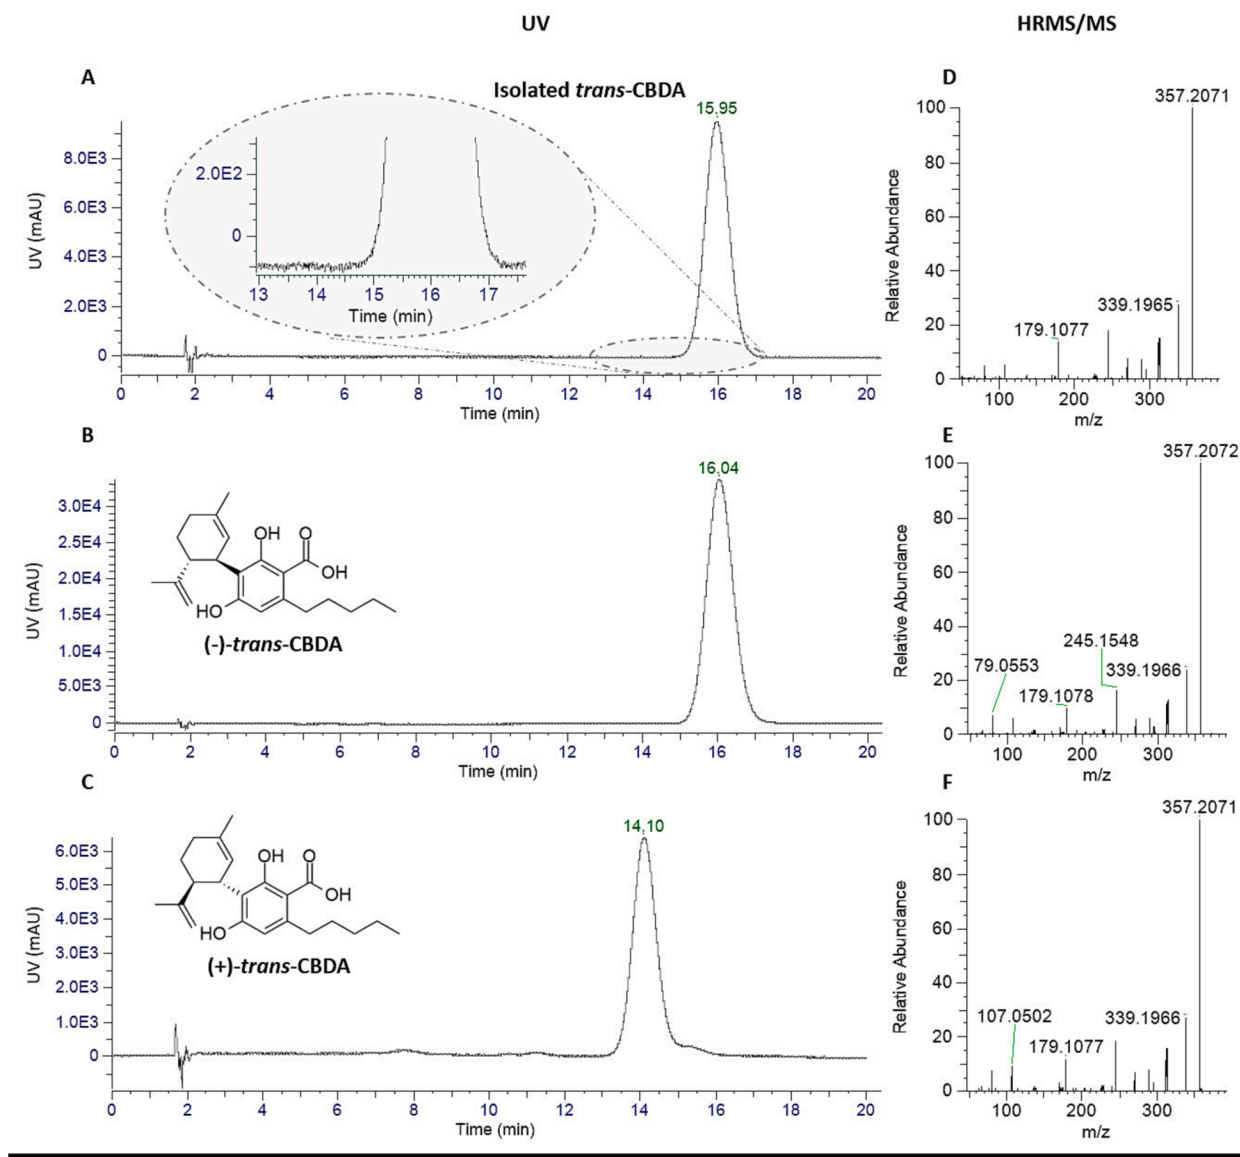 UV
HRMS/MS
A
Isolated trans-CBDA
15.95
8.0E3
6.0E3
4.0E3
2.0E3
0
UV (mAU)
2.0E2
0
13 14 15 16 17
Time (min)
0 2 4 6 8 10 12 14 16 18 20
Time (min)
D
357.2071
339.1965
179.1077
100
80
60
40
20
0
Relative Abundance
100 200 300
m/z
B
16.04
3.0E4
2.5E4
2.0E4
1.5E4
1.0E4
5.0E3
0
UV (mAU)
OH
O
OH
HO
(-)-trans-CBDA
0 2 4 6 8 10 12 14 16 18 20
Time (min)
E
357.2072
245.1548
79.0553
339.1966
179.1078
100
80
60
40
20
0
Relative Abundance
100 200 300
m/z
C
14.10
6.0E3
5.0E3
4.0E3
3.0E3
2.0E3
1.0E3
0
UV (mAU)
OH
O
OH
HO
(+)-trans-CBDA
0 2 4 6 8 10 12 14 16 18 20
Time (min)
F
357.2071
107.0502
339.1966
179.1077
100
80
60
40
20
0
Relative Abundance
100 200 300
m/z